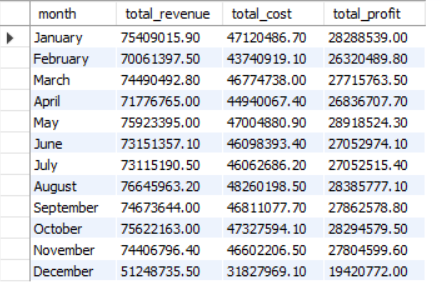 month total_revenue total_cost total_profit
January 75409015.90 47120486.70 28288539.00
February 70061397.50 43740919.10 26320489.80
March 74490492.80 46774738.00 27715763.50
April 71776765.00 44940067.40 26836707.70
May 75923395.00 47004880.90 28918524.30
June 73151357.10 46098393.40 27052974.10
July 73115190.50 46062686.20 27052515.40
August 76645963.20 48260198.50 28385777.10
September 74673644.00 46811077.70 27862578.80
October 75622163.00 47327594.10 28294579.50
November 74406796.40 46602206.50 27804599.60
December 51248735.50 31827969.10 19420772.00